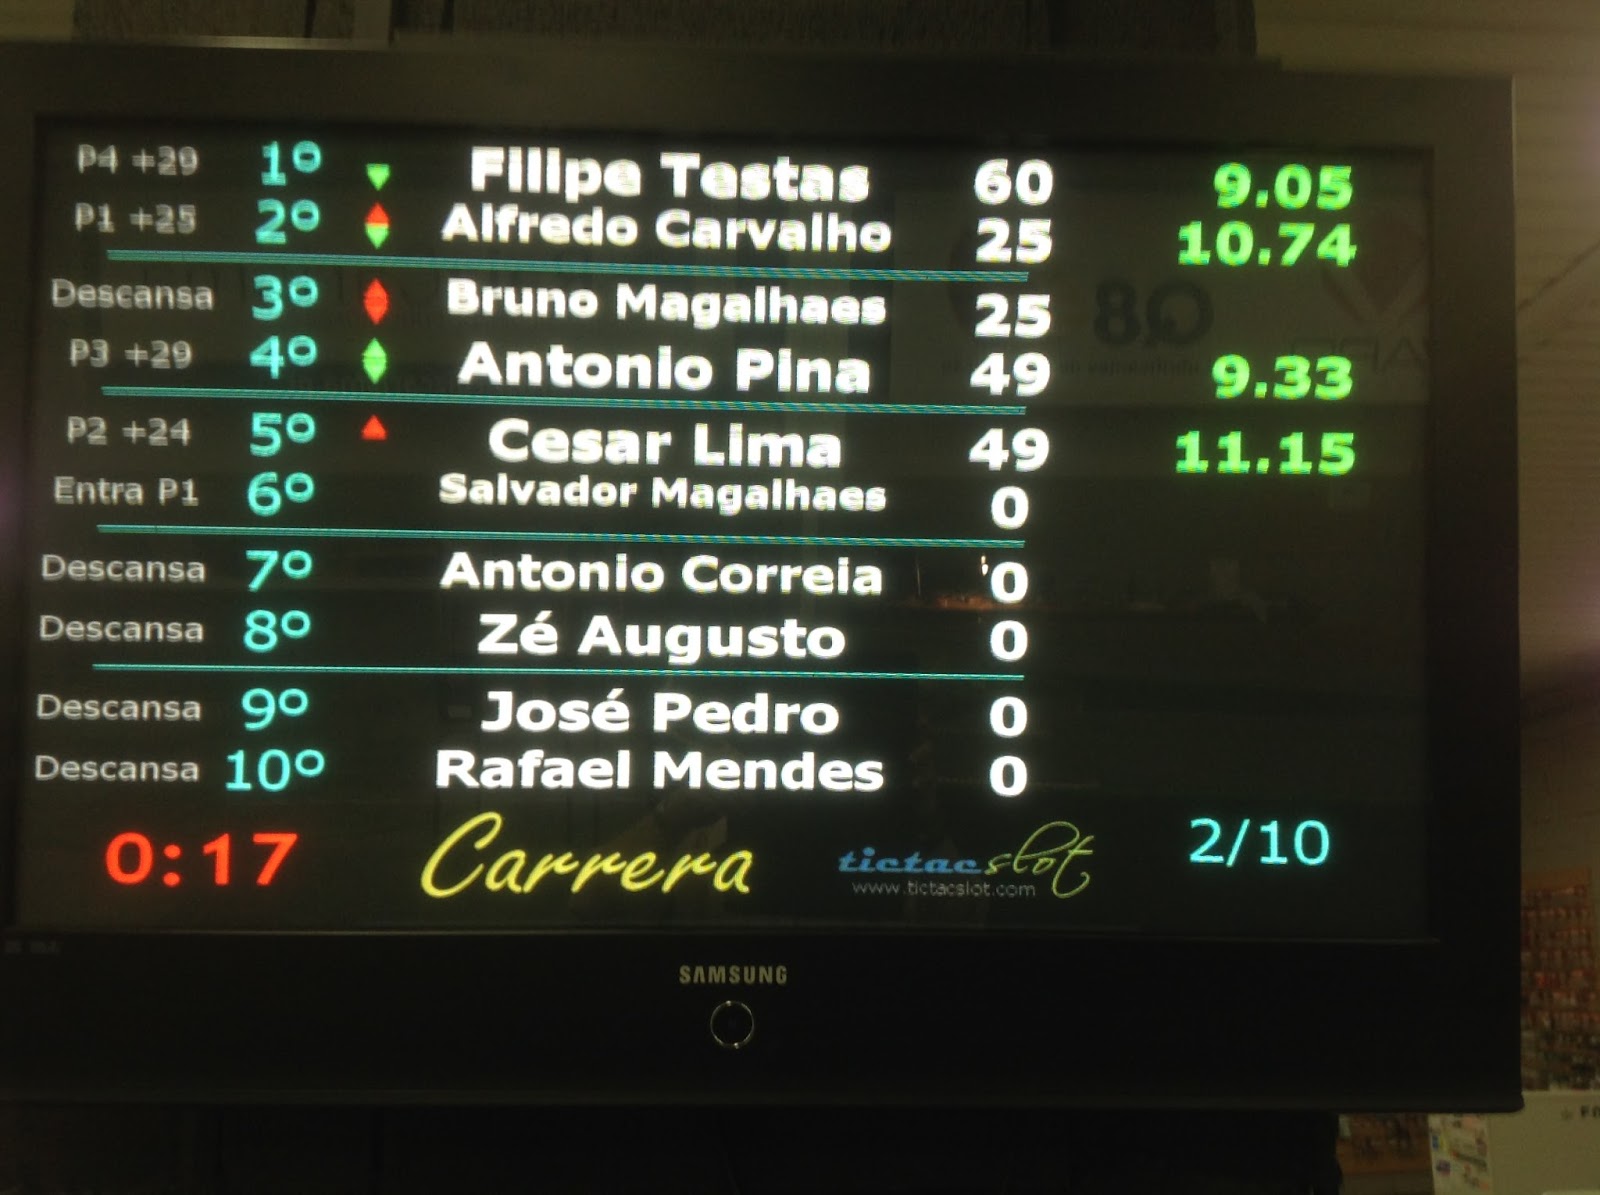 P4 +29 1º Filipe Testas 60 9.05
P1 +25 2º Alfredo Carvalho 25 10.74
Descansa 3º Bruno Magalhaes 25
P3 +29 4º Antonio Pina 49 9.33
P2 +24 5º Cesar Lima 49 11.15
Entra P1 6º Salvador Magalhaes 0
Descansa 7º Antonio Correia 0
Descansa 8º Zé Augusto 0
Descansa 9º José Pedro 0
Descansa 10º Rafael Mendes 0
0:17 Carrera tictacslot 2/10
www.tictacslot.com
SAMSUNG